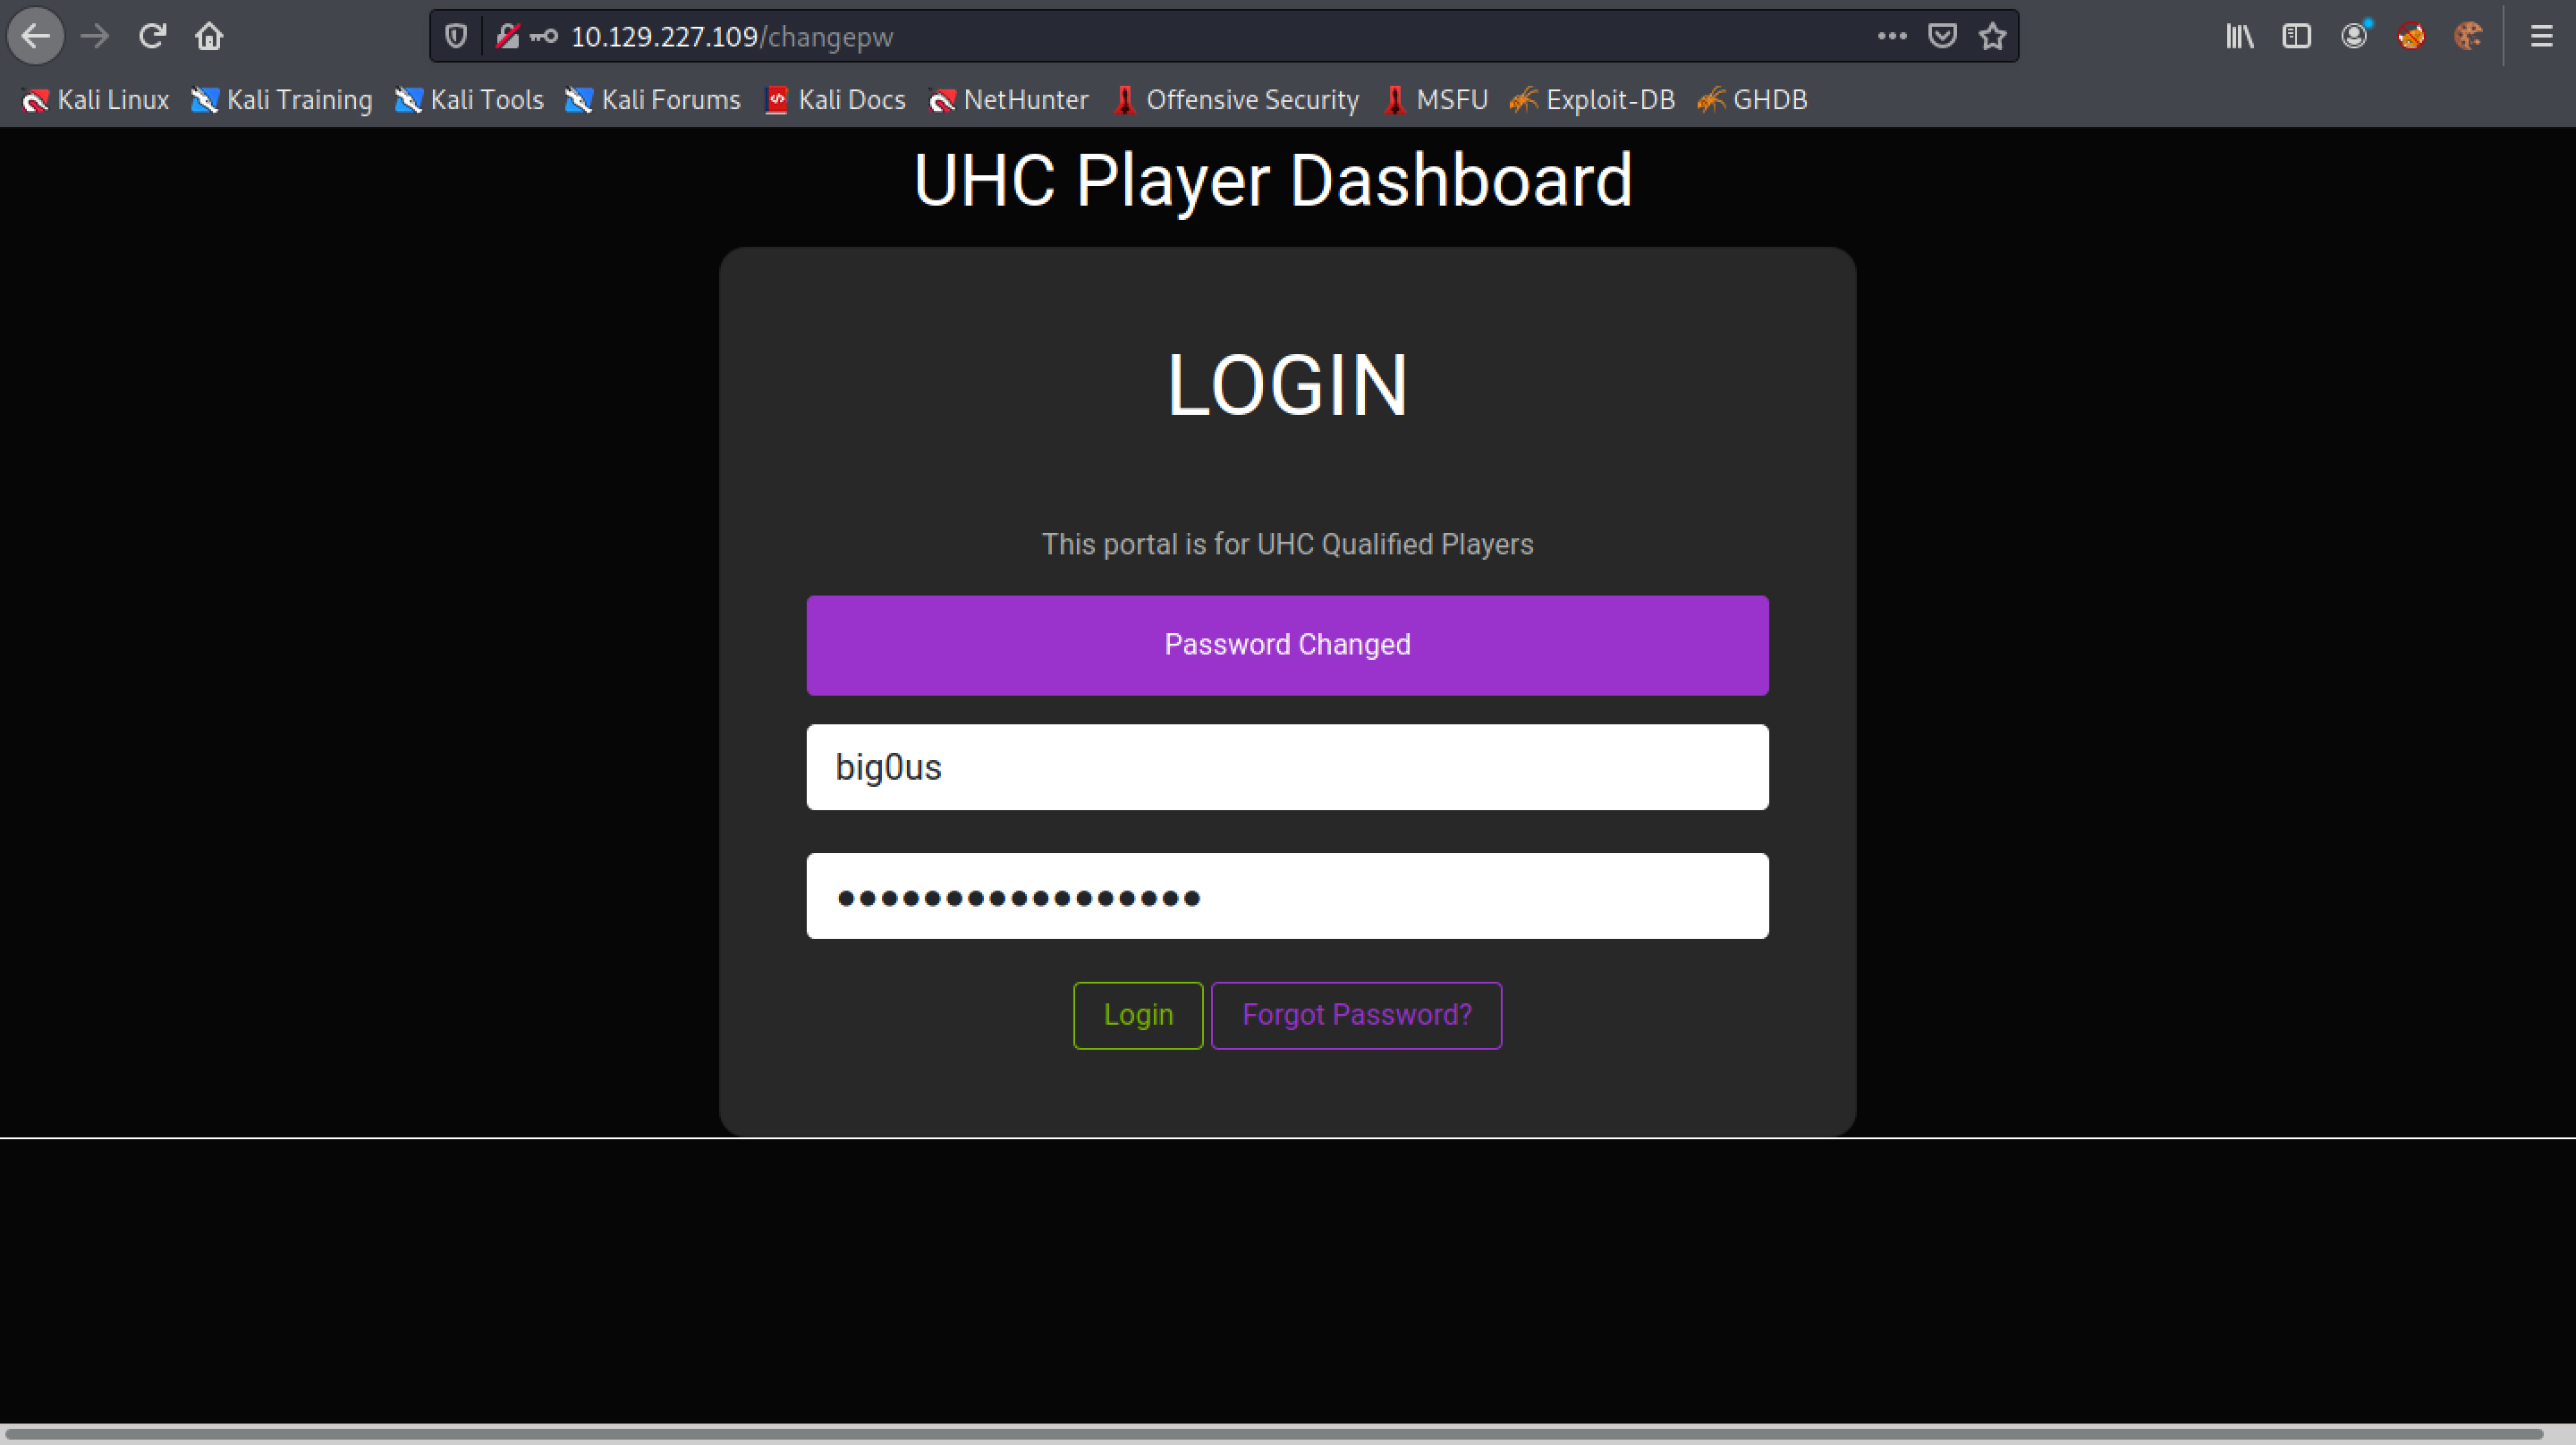 10.129.227.109/changepw
Kali Linux Kali Training Kali Tools Kali Forums Kali Docs NetHunter Offensive Security MSFU Exploit-DB GHDB
UHC Player Dashboard
LOGIN
This portal is for UHC Qualified Players
Password Changed
big0us
●●●●●●●●●●●●●●●●●
Login Forgot Password?